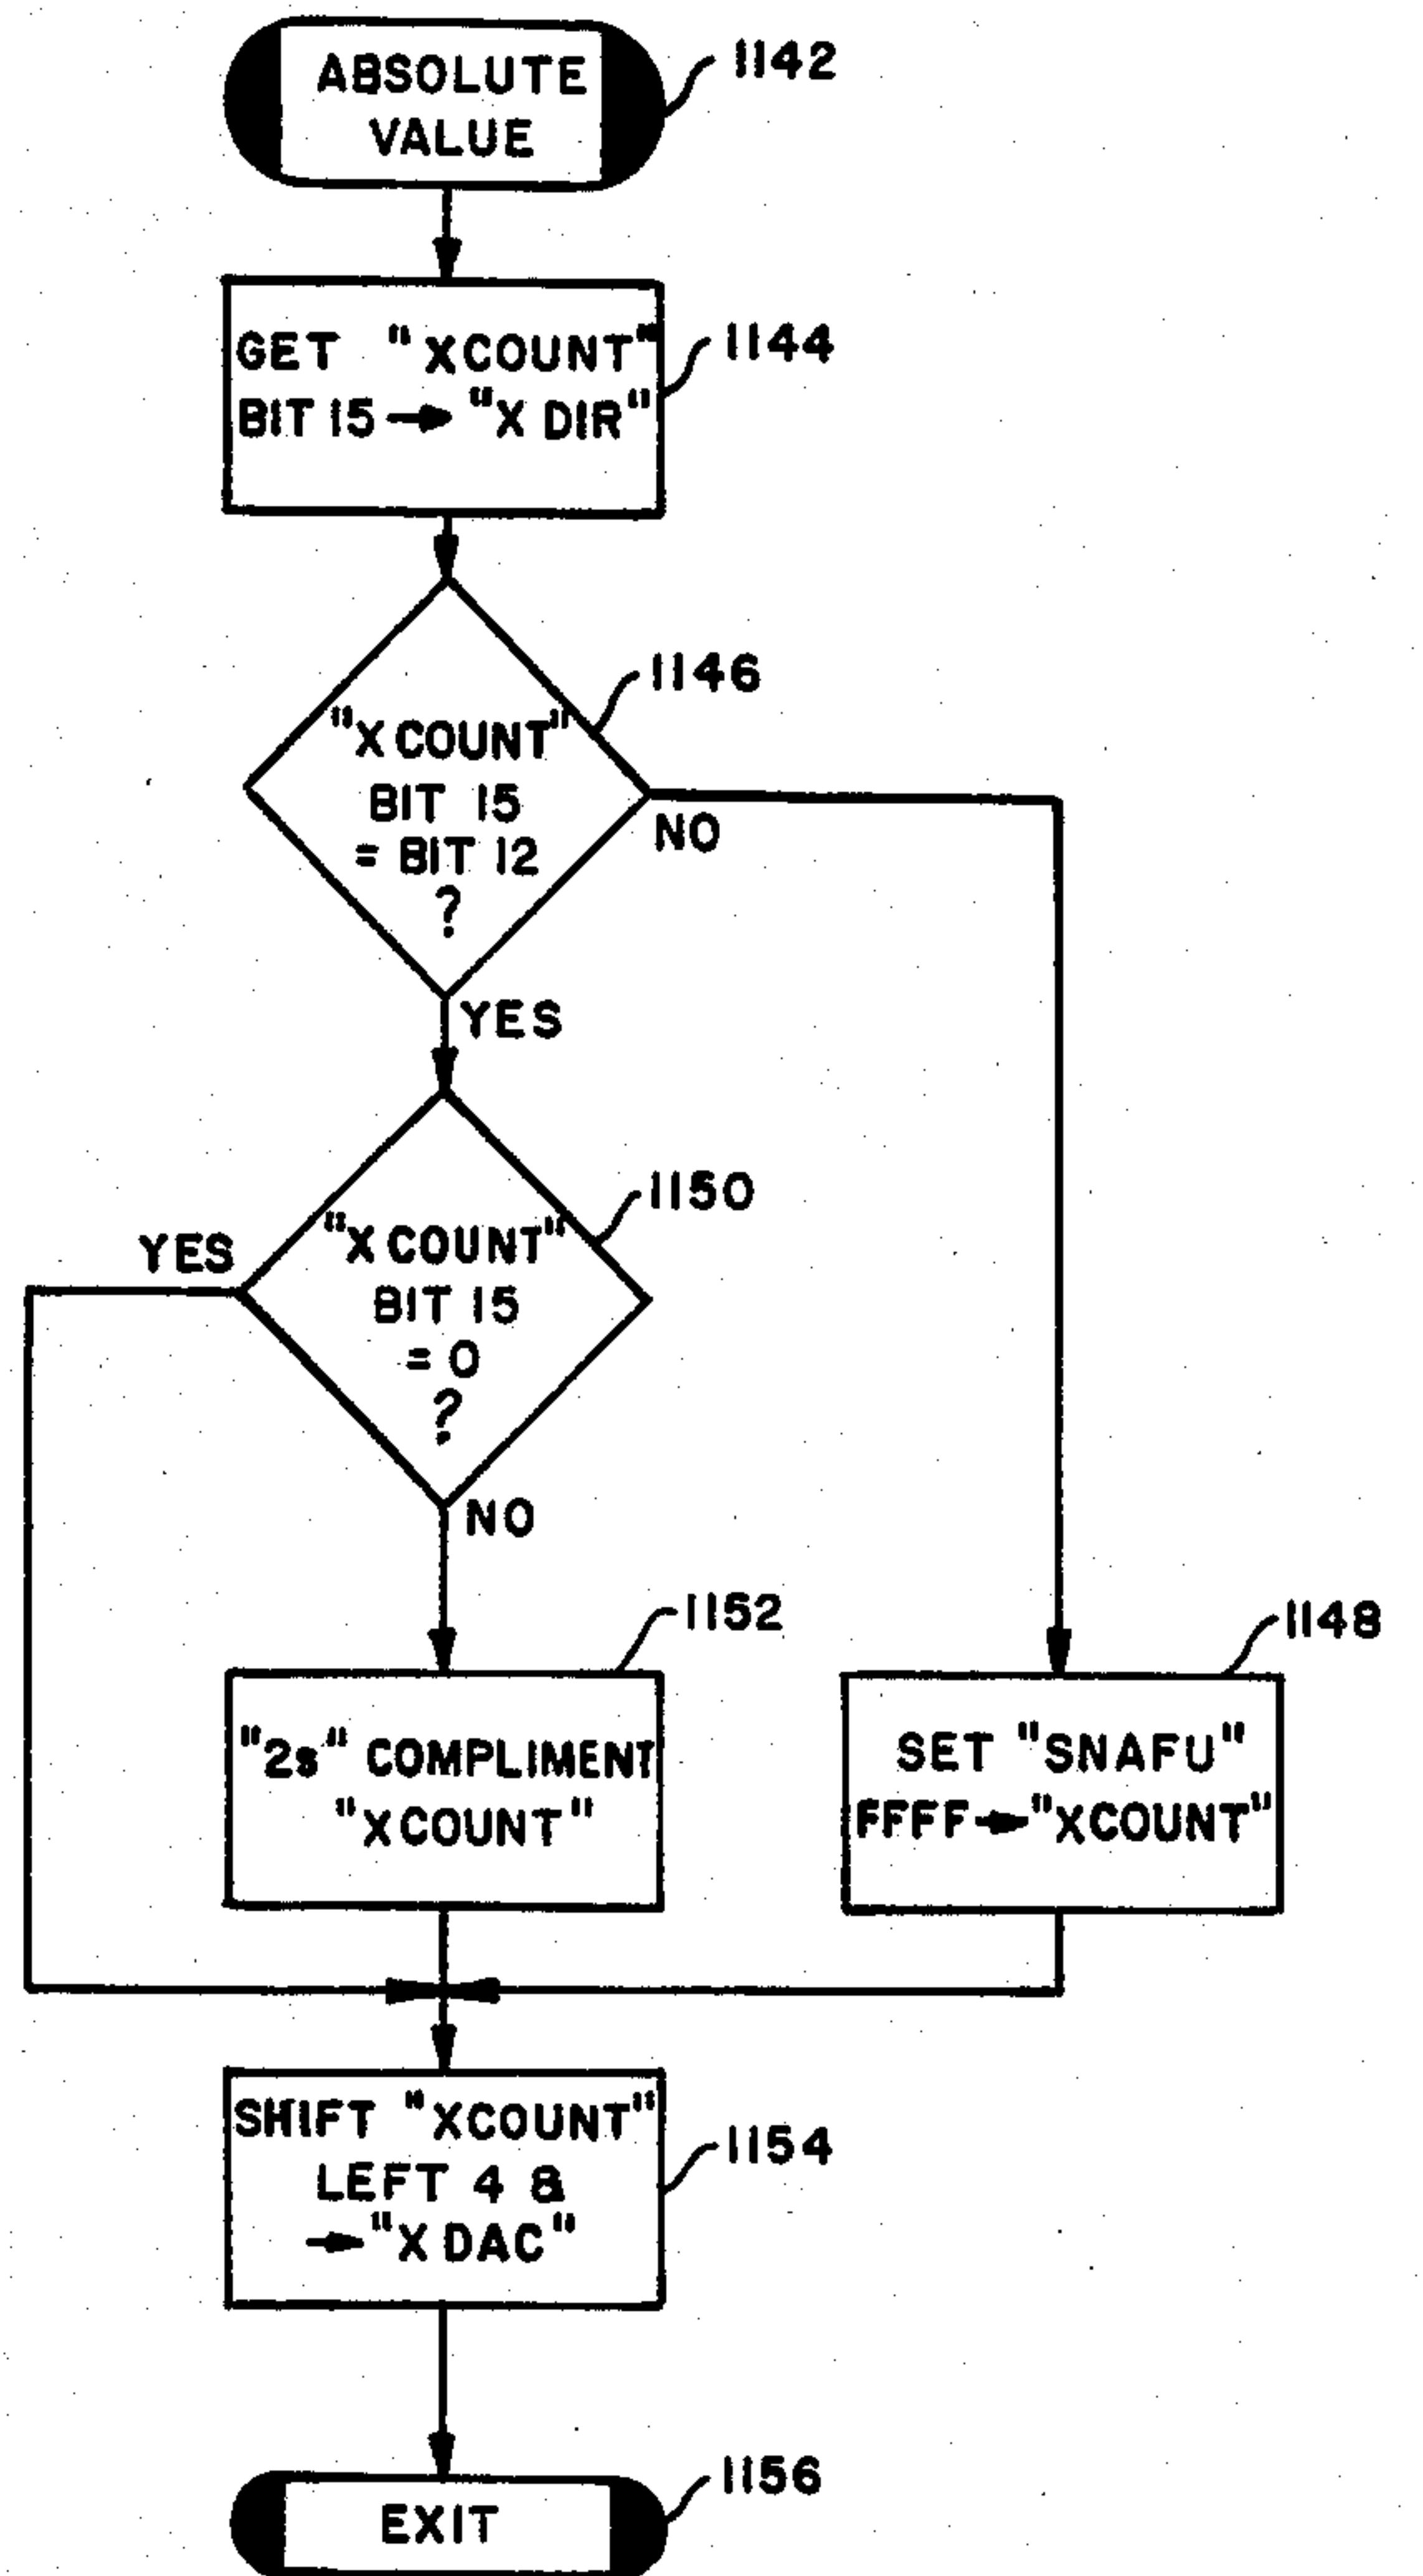 ABSOLUTE
VALUE
1142
GET "XCOUNT"
BIT 15 → "X DIR"
1144
"X COUNT"
BIT 15
= BIT 12
?
1146
NO
YES
"X COUNT"
BIT 15
= 0
?
1150
YES
NO
"2s" COMPLIMENT
"XCOUNT"
1152
SET "SNAFU"
FFFF → "XCOUNT"
1148
SHIFT "XCOUNT"
LEFT 4 &
→ "X DAC"
1154
EXIT
1156